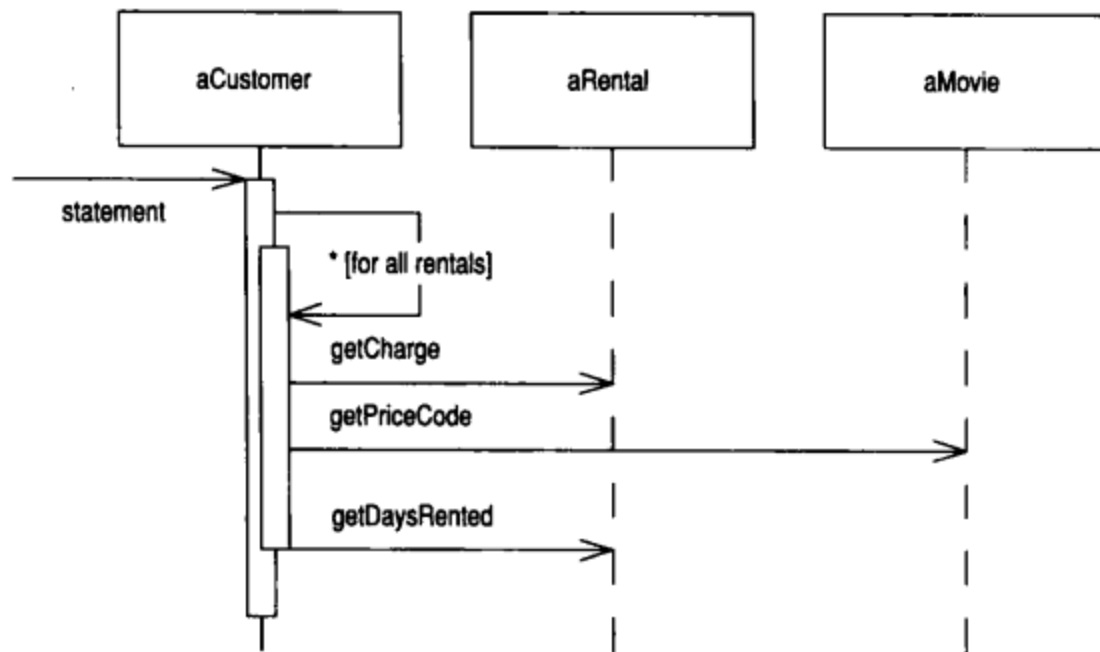 aCustomer
aRental
aMovie
statement
* [for all rentals]
getCharge
getPriceCode
getDaysRented